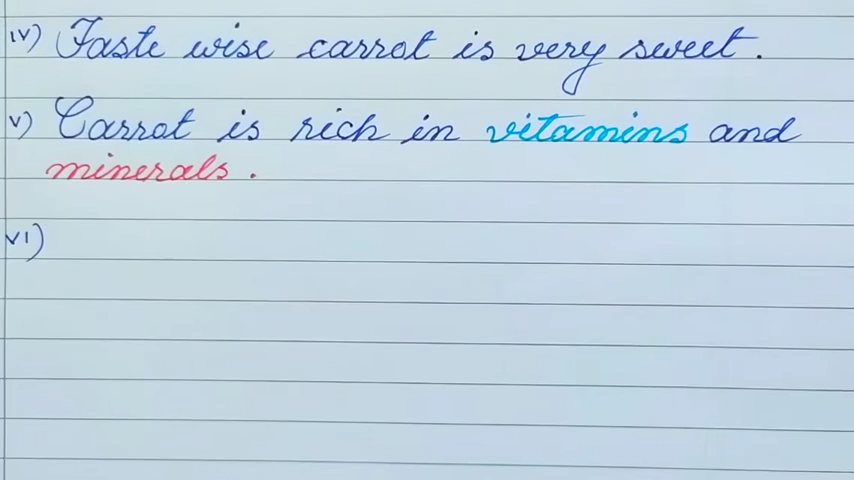 iv) Taste wise carrot is very sweet.
v) Carrot is rich in vitamins and
minerals.
vi)